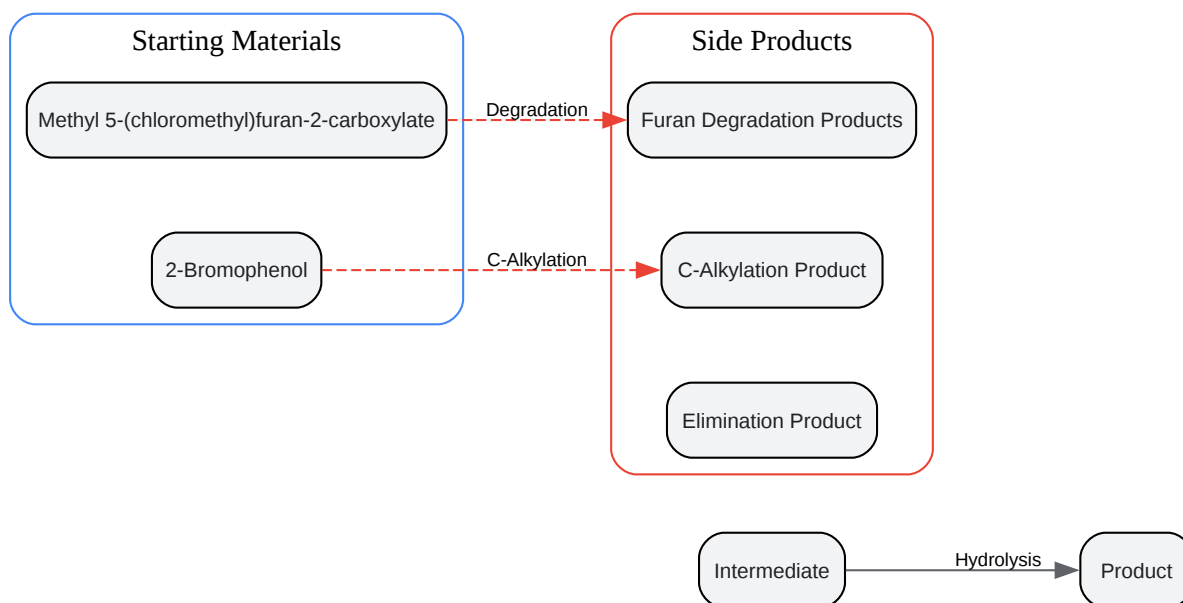 Starting Materials
Side Products
Methyl 5-(chloromethyl)furan-2-carboxylate
Degradation
Furan Degradation Products
2-Bromophenol
C-Alkylation
C-Alkylation Product
Elimination Product
Intermediate
Hydrolysis
Product